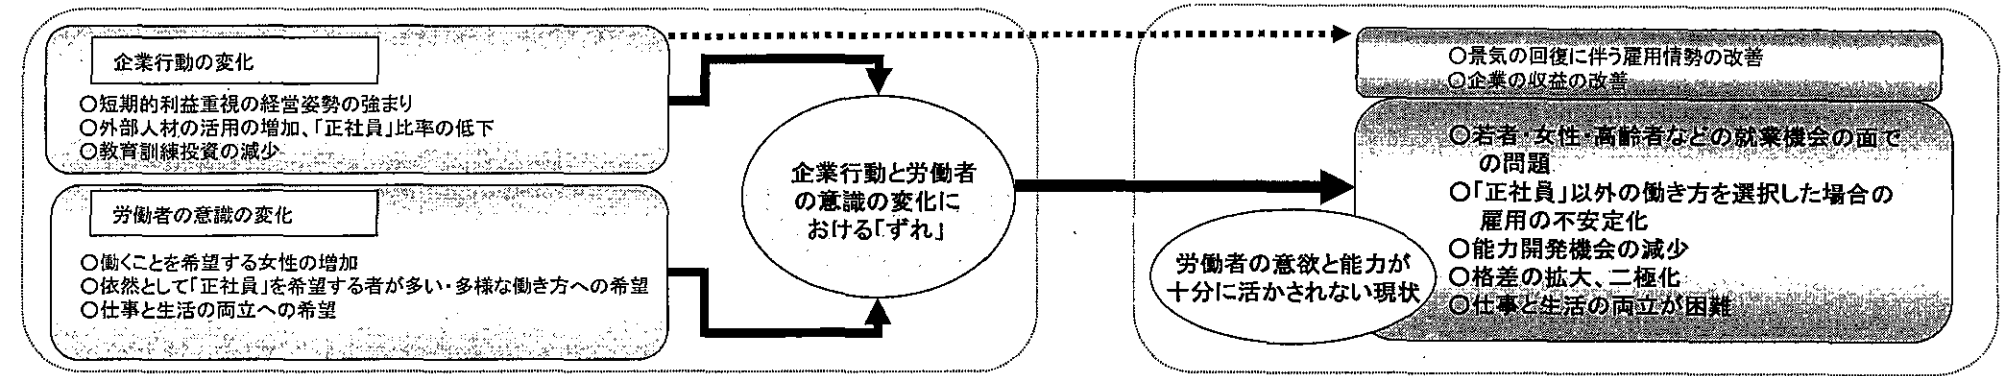 企業行動の変化
○短期的利益重視の経営姿勢の強まり
○外部人材の活用の増加、「正社員」比率の低下
○教育訓練投資の減少
労働者の意識の変化
○働くことを希望する女性の増加
○依然として「正社員」を希望する者が多い・多様な働き方への希望
○仕事と生活の両立への希望
企業行動と労働者
の意識の変化に
おける「ずれ」
○景気の回復に伴う雇用情勢の改善
○企業の収益の改善
○若者・女性・高齢者などの就業機会の面で
の問題
○「正社員」以外の働き方を選択した場合の
雇用の不安定化
○能力開発機会の減少
○格差の拡大、二極化
○仕事と生活の両立が困難
労働者の意欲と能力が
十分に活かされない現状